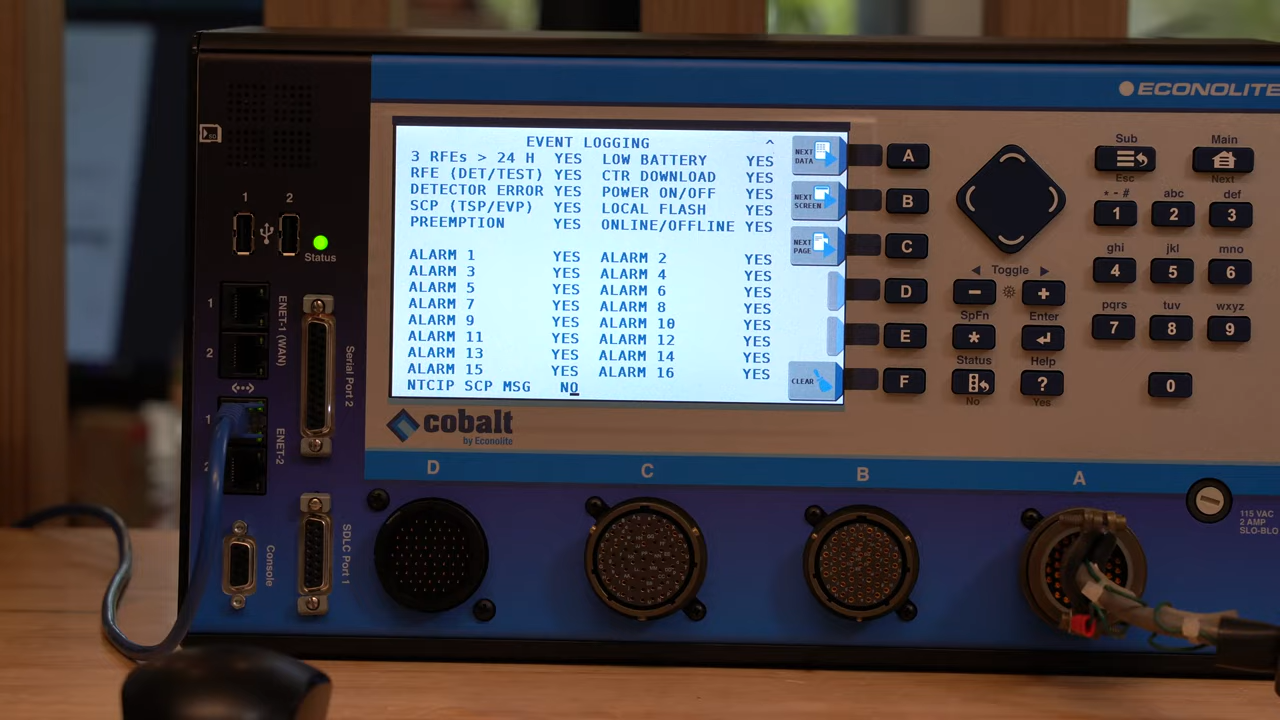 ECONOLITE
EVENT LOGGING ^
3 RFEs > 24 H YES LOW BATTERY YES
RFE (DET/TEST) YES CTR DOWNLOAD YES
DETECTOR ERROR YES POWER ON/OFF YES
SCP (TSP/EVP) YES LOCAL FLASH YES
PREEMPTION YES ONLINE/OFFLINE YES
ALARM 1 YES ALARM 2 YES
ALARM 3 YES ALARM 4 YES
ALARM 5 YES ALARM 6 YES
ALARM 7 YES ALARM 8 YES
ALARM 9 YES ALARM 10 YES
ALARM 11 YES ALARM 12 YES
ALARM 13 YES ALARM 14 YES
ALARM 15 YES ALARM 16 YES
NTCIP SCP MSG NO
NEXT DATA
NEXT SCREEN
NEXT PAGE
CLEAR
A
B
C
D
E
F
Sub
Esc
Main
Next
* - #
1
abc
2
def
3
ghi
4
jkl
5
mno
6
pqrs
7
tuv
8
wxyz
9
0
◀ Toggle ▶
−
+
SpFn
*
Enter
Status
No
Help
?
Yes
1 2
Status
1
2
ENET-1 (WAN)
1
ENET-2
Serial Port 2
Console
SDLC Port 1
cobalt
by Econolite
D C B A
115 VAC
2 AMP
SLO-BLO